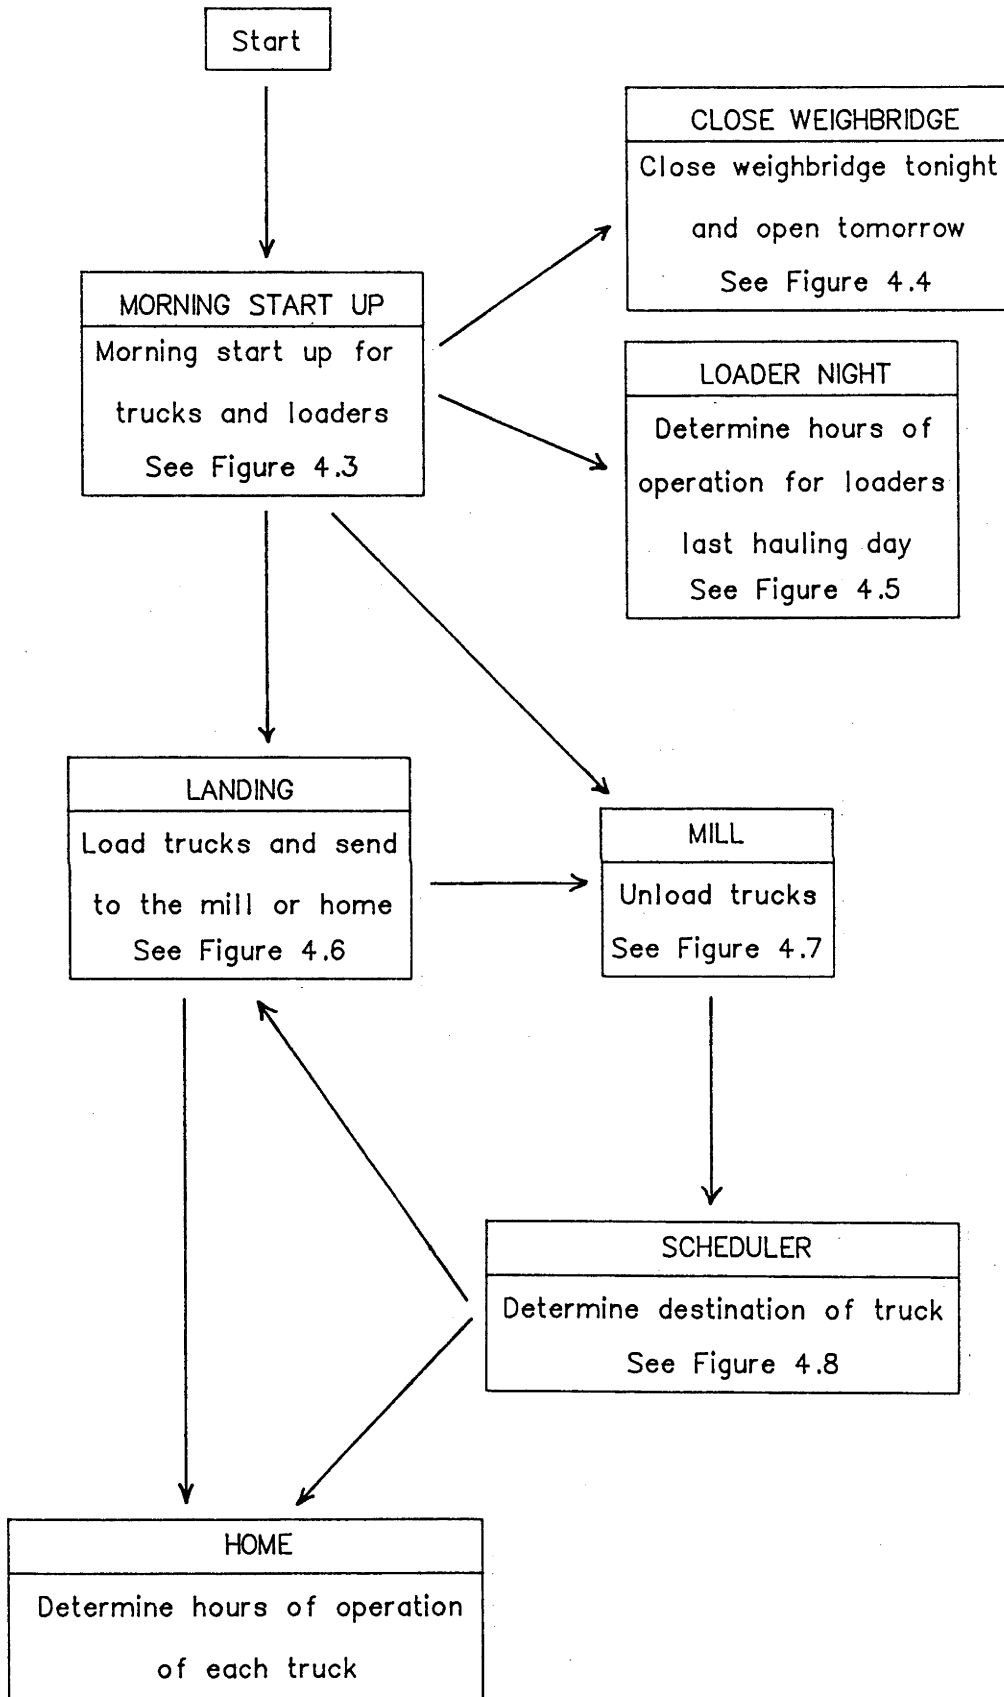 Start
CLOSE WEIGHBRIDGE
Close weighbridge tonight
and open tomorrow
See Figure 4.4
MORNING START UP
Morning start up for
trucks and loaders
See Figure 4.3
LOADER NIGHT
Determine hours of
operation for loaders
last hauling day
See Figure 4.5
LANDING
Load trucks and send
to the mill or home
See Figure 4.6
MILL
Unload trucks
See Figure 4.7
SCHEDULER
Determine destination of truck
See Figure 4.8
HOME
Determine hours of operation
of each truck